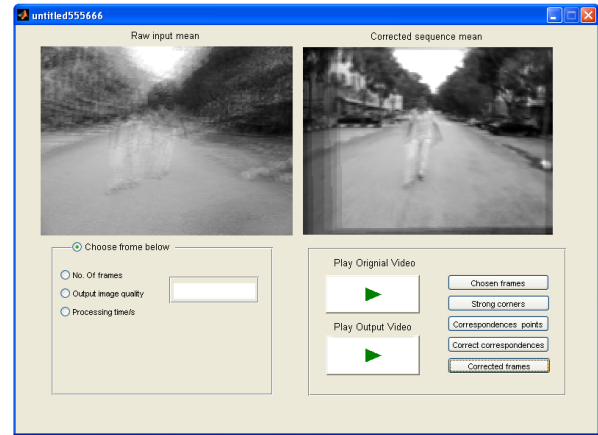 untitled555666
Raw input mean
Corrected sequence mean
Choose frome below
No. Of frames
Output image quality
Processing time/s
Play Orignial Video
Play Output Video
Chosen frames
Strong corners
Correspondences points
Correct correspondences
Corrected frames